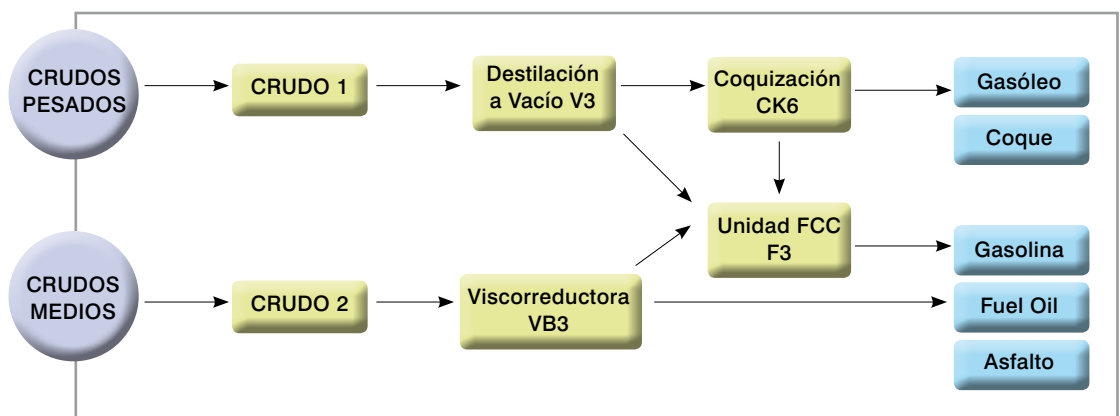 CRUDOS
PESADOS
CRUDO 1
Destilación
a Vacío V3
Coquización
CK6
Gasóleo
Coque
Unidad FCC
F3
Gasolina
CRUDOS
MEDIOS
CRUDO 2
Viscorreductora
VB3
Fuel Oil
Asfalto